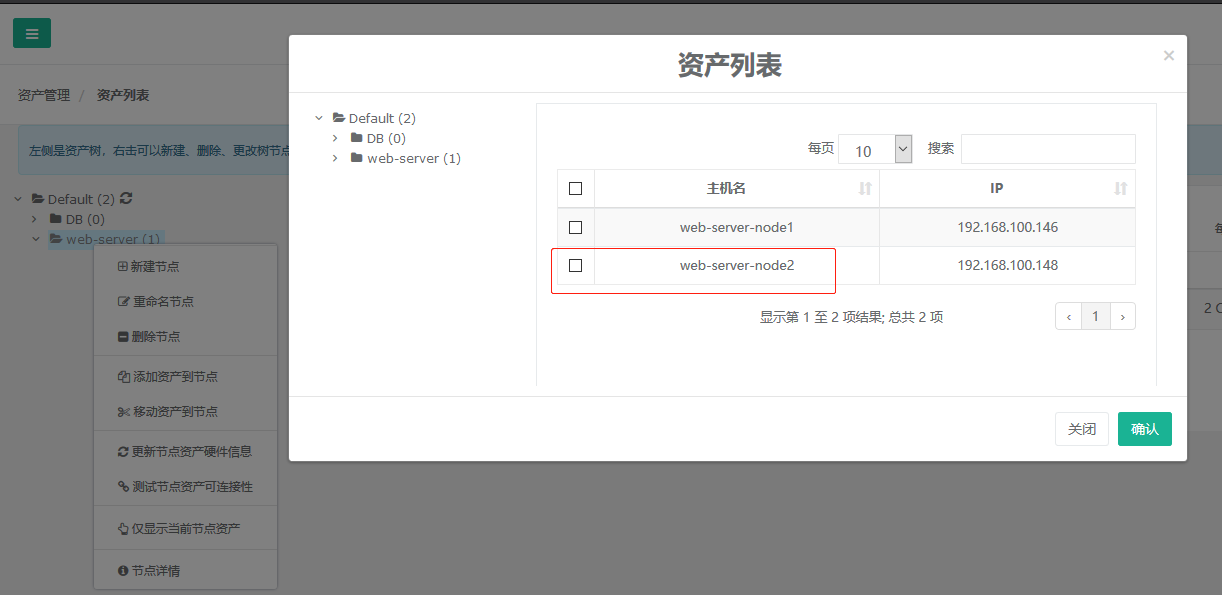 资产管理 / 资产列表
左侧是资产树，右击可以新建、删除、更改树节点
Default (2)
DB (0)
web-server (1)
新建节点
重命名节点
删除节点
添加资产到节点
移动资产到节点
更新节点资产硬件信息
测试节点资产可连接性
仅显示当前节点资产
节点详情
资产列表
×
Default (2)
DB (0)
web-server (1)
每页 10 搜索
主机名 IP
web-server-node1 192.168.100.146
web-server-node2 192.168.100.148
显示第 1 至 2 项结果; 总共 2 项 ‹ 1 ›
关闭 确认